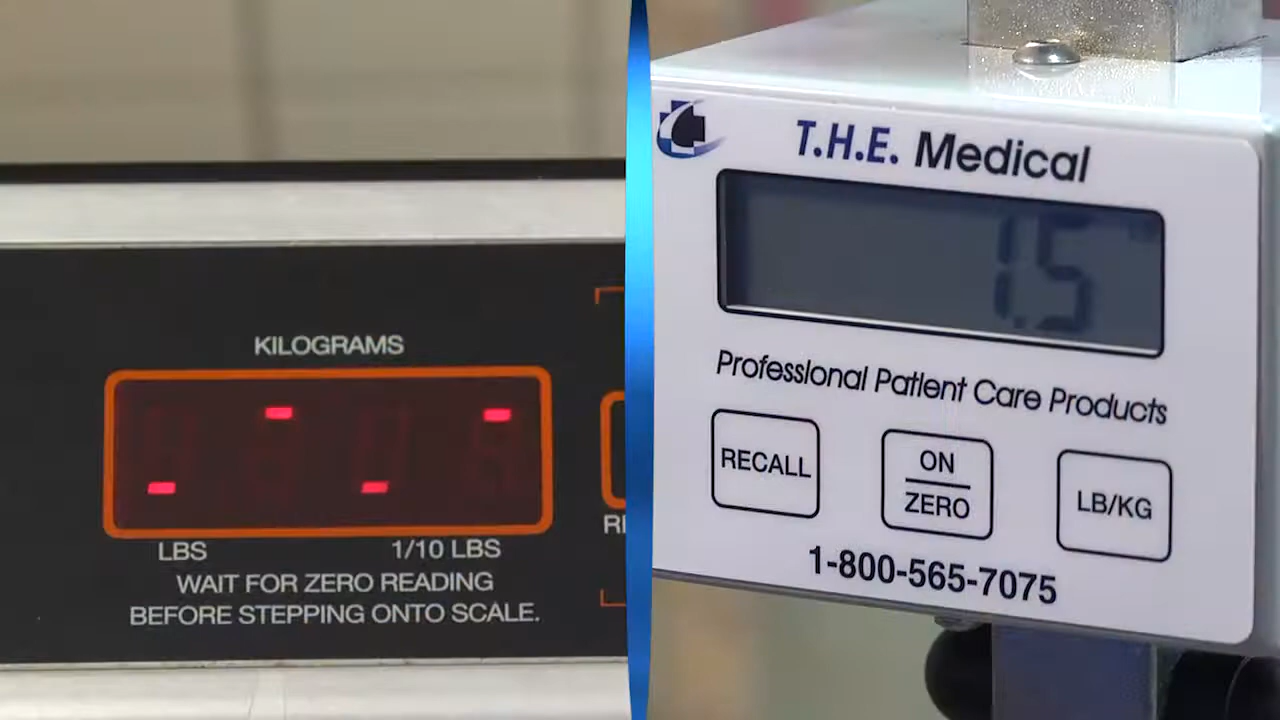 KILOGRAMS
LBS
1/10 LBS
WAIT FOR ZERO READING
BEFORE STEPPING ONTO SCALE.
T.H.E. Medical
1.5
Professional Patient Care Products
RECALL
ON
ZERO
LB/KG
1-800-565-7075